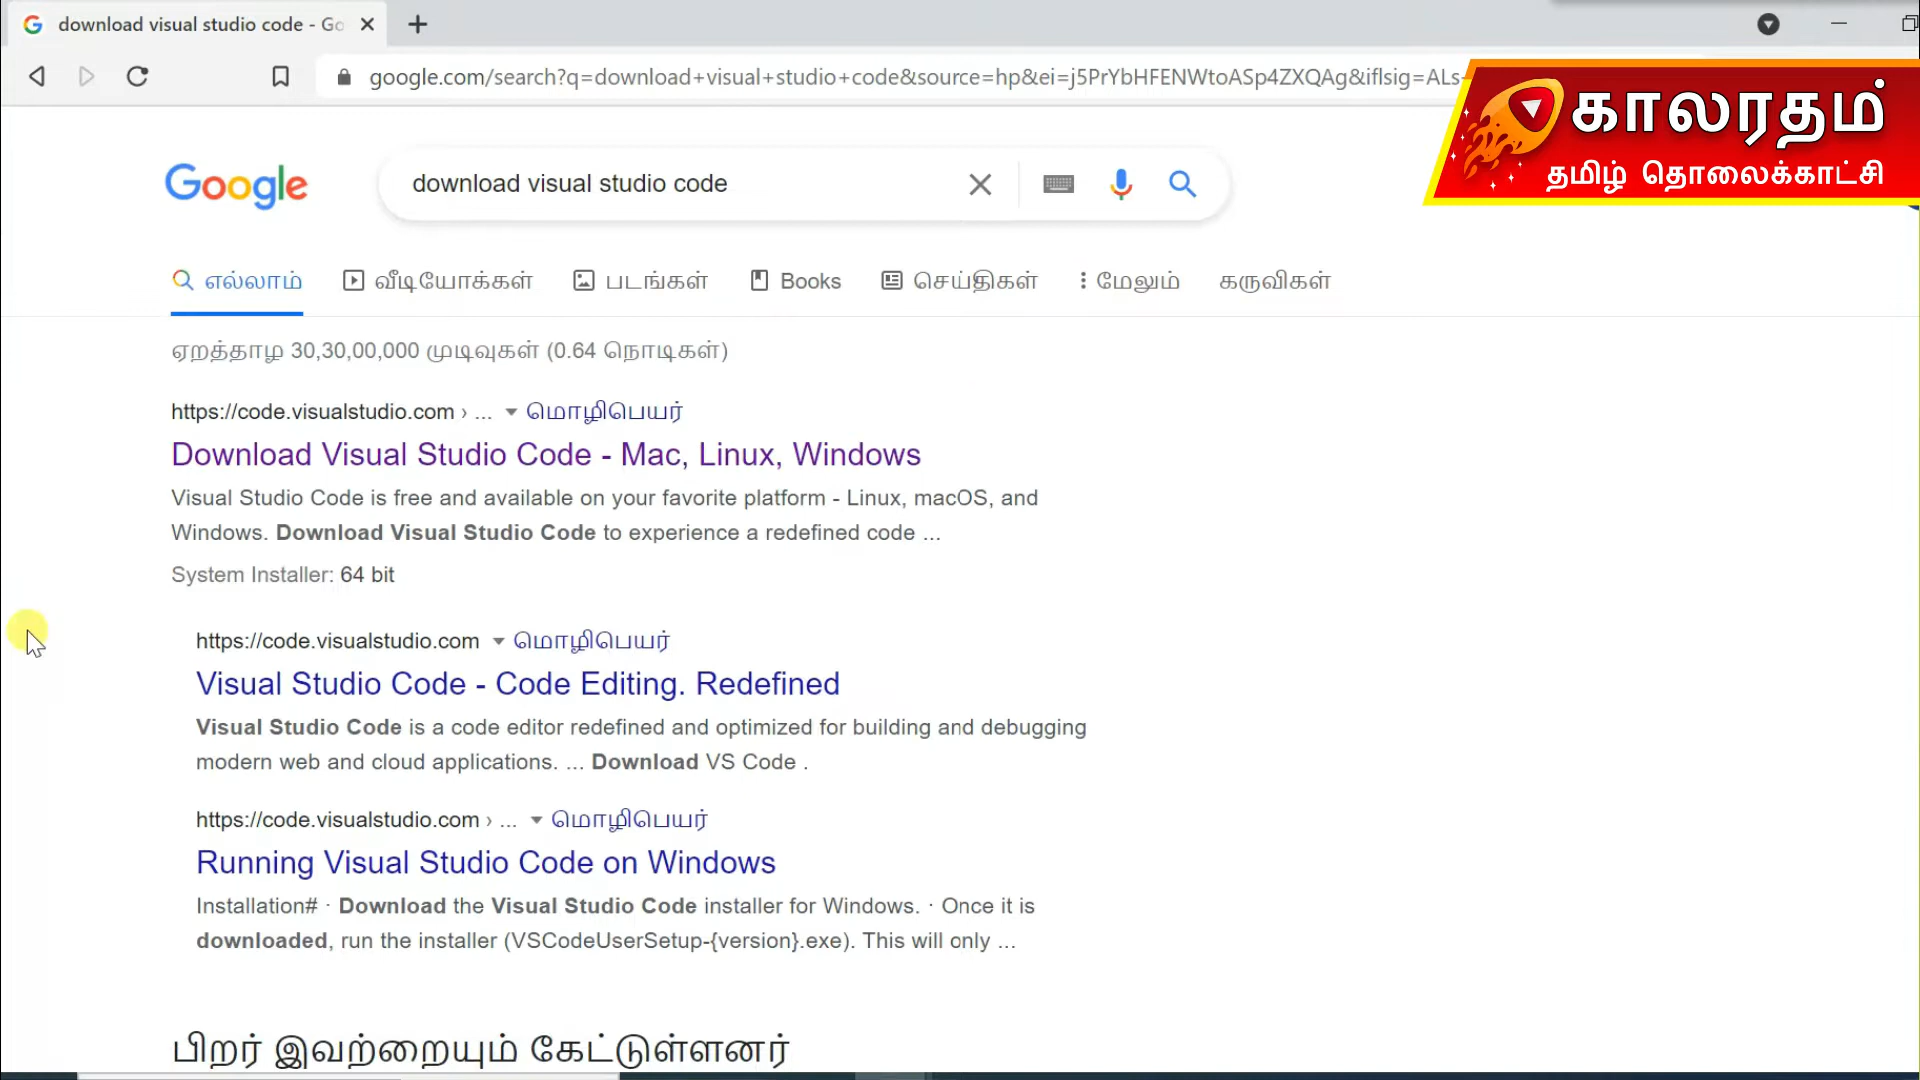 download visual studio code - Go
google.com/search?q=download+visual+studio+code&source=hp&ei=j5PrYbHFENWtoASp4ZXQAg&iflsig=ALs
காலரதம்
தமிழ் தொலைக்காட்சி
Google
download visual studio code
எல்லாம் வீடியோக்கள் படங்கள் Books செய்திகள் மேலும் கருவிகள்
ஏறத்தாழ 30,30,00,000 முடிவுகள் (0.64 நொடிகள்)
https://code.visualstudio.com › ... மொழிபெயர்
Download Visual Studio Code - Mac, Linux, Windows
Visual Studio Code is free and available on your favorite platform - Linux, macOS, and
Windows. Download Visual Studio Code to experience a redefined code ...
System Installer: 64 bit
https://code.visualstudio.com மொழிபெயர்
Visual Studio Code - Code Editing. Redefined
Visual Studio Code is a code editor redefined and optimized for building and debugging
modern web and cloud applications. ... Download VS Code .
https://code.visualstudio.com › ... மொழிபெயர்
Running Visual Studio Code on Windows
Installation# · Download the Visual Studio Code installer for Windows. · Once it is
downloaded, run the installer (VSCodeUserSetup-{version}.exe). This will only ...
பிறர் இவற்றையும் கேட்டுள்ளனர்